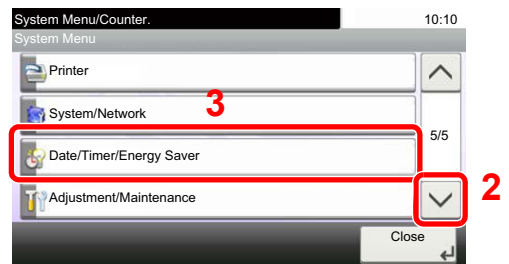 System Menu/Counter. 10:10
System Menu
Printer
System/Network 3
5/5
Date/Timer/Energy Saver
Adjustment/Maintenance 2
Close